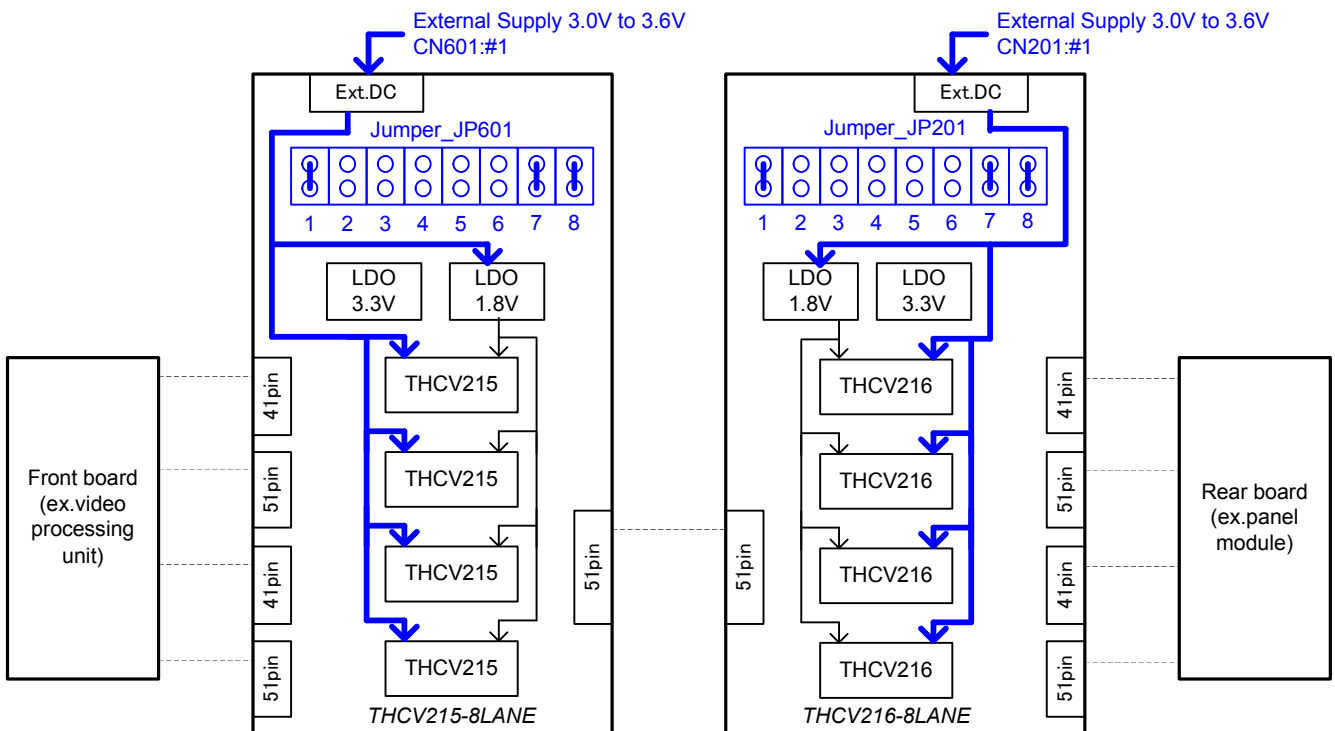 External Supply 3.0V to 3.6V
CN601:#1
External Supply 3.0V to 3.6V
CN201:#1
Ext.DC
Ext.DC
Jumper_JP601
Jumper_JP201
1 2 3 4 5 6 7 8
1 2 3 4 5 6 7 8
LDO
3.3V
LDO
1.8V
LDO
1.8V
LDO
3.3V
Front board
(ex.video
processing
unit)
41pin
51pin
41pin
51pin
THCV215
THCV215
THCV215
THCV215
51pin
THCV215-8LANE
51pin
THCV216
THCV216
THCV216
THCV216
THCV216-8LANE
41pin
51pin
41pin
51pin
Rear board
(ex.panel
module)